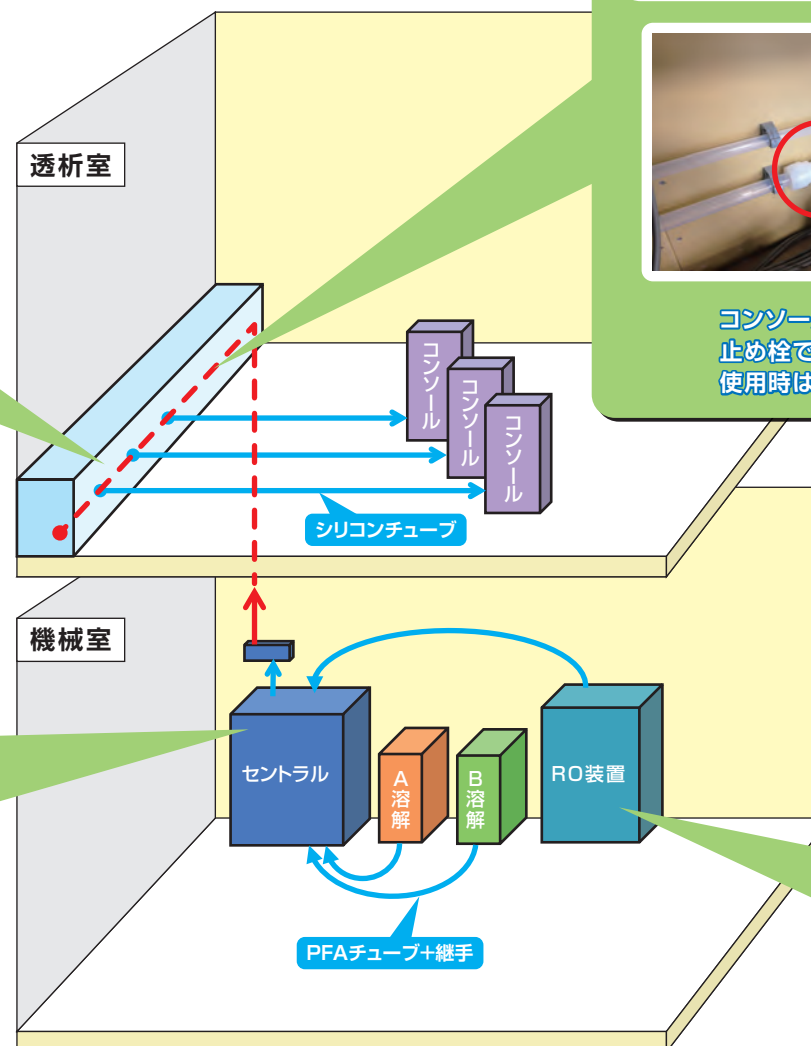 透析室
コンソー
止め栓で
使用時は
コンソール
コンソール
コンソール
シリコンチューブ
機械室
セントラル
A溶解
B溶解
RO装置
PFAチューブ+継手